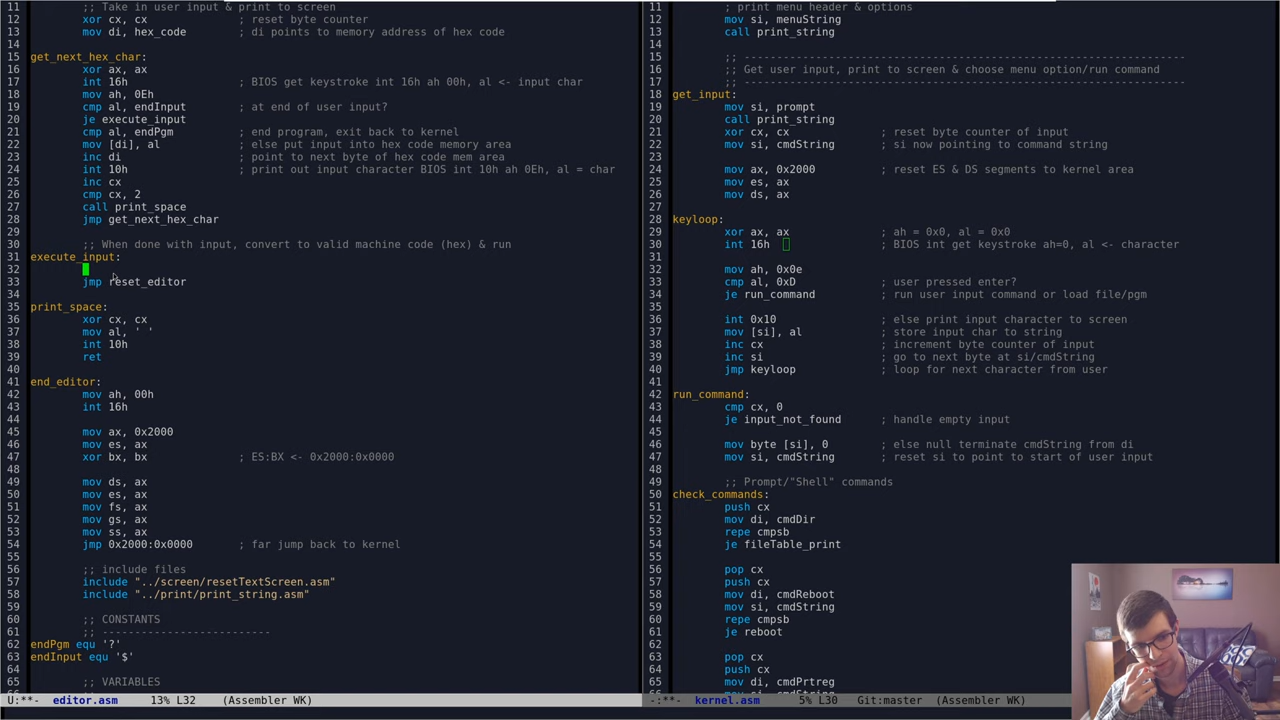 11 ;; Take in user input & print to screen
12 xor cx, cx ; reset byte counter
13 mov di, hex_code ; di points to memory address of hex code
14
15 get_next_hex_char:
16 xor ax, ax
17 int 16h ; BIOS get keystroke int 16h ah 00h, al <- input char
18 mov ah, 0Eh
19 cmp al, endInput ; at end of user input?
20 je execute_input
21 cmp al, endPgm ; end program, exit back to kernel
22 mov [di], al ; else put input into hex code memory area
23 inc di ; point to next byte of hex code mem area
24 int 10h ; print out input character BIOS int 10h ah 0Eh, al = char
25 inc cx
26 cmp cx, 2
27 call print_space
28 jmp get_next_hex_char
29
30 ;; When done with input, convert to valid machine code (hex) & run
31 execute_input:
32
33 jmp reset_editor
34
35 print_space:
36 xor cx, cx
37 mov al, ' '
38 int 10h
39 ret
40
41 end_editor:
42 mov ah, 00h
43 int 16h
44
45 mov ax, 0x2000
46 mov es, ax
47 xor bx, bx ; ES:BX <- 0x2000:0x0000
48
49 mov ds, ax
50 mov es, ax
51 mov fs, ax
52 mov gs, ax
53 mov ss, ax
54 jmp 0x2000:0x0000 ; far jump back to kernel
55
56 ;; include files
57 include "../screen/resetTextScreen.asm"
58 include "../print/print_string.asm"
59
60 ;; CONSTANTS
61 ;; --------------------------
62 endPgm equ '?'
63 endInput equ '$'
64
65 ;; VARIABLES
U:**- editor.asm 13% L32 (Assembler WK)
11 ; print menu header & options
12 mov si, menuString
13 call print_string
14
15 ;; --------------------------------------------------------------------
16 ;; Get user input, print to screen & choose menu option/run command
17 ;; --------------------------------------------------------------------
18 get_input:
19 mov si, prompt
20 call print_string
21 xor cx, cx ; reset byte counter of input
22 mov si, cmdString ; si now pointing to command string
23
24 mov ax, 0x2000 ; reset ES & DS segments to kernel area
25 mov es, ax
26 mov ds, ax
27
28 keyloop:
29 xor ax, ax ; ah = 0x0, al = 0x0
30 int 16h ; BIOS int get keystroke ah=0, al <- character
31
32 mov ah, 0x0e
33 cmp al, 0xD ; user pressed enter?
34 je run_command ; run user input command or load file/pgm
35
36 int 0x10 ; else print input character to screen
37 mov [si], al ; store input char to string
38 inc cx ; increment byte counter of input
39 inc si ; go to next byte at si/cmdString
40 jmp keyloop ; loop for next character from user
41
42 run_command:
43 cmp cx, 0
44 je input_not_found ; handle empty input
45
46 mov byte [si], 0 ; else null terminate cmdString from di
47 mov si, cmdString ; reset si to point to start of user input
48
49 ;; Prompt/"Shell" commands
50 check_commands:
51 push cx
52 mov di, cmdDir
53 repe cmpsb
54 je fileTable_print
55
56 pop cx
57 push cx
58 mov di, cmdReboot
59 mov si, cmdString
60 repe cmpsb
61 je reboot
62
63 pop cx
64 push cx
65 mov di, cmdPrtreg
-:**- kernel.asm 5% L30 Git:master (Assembler WK)